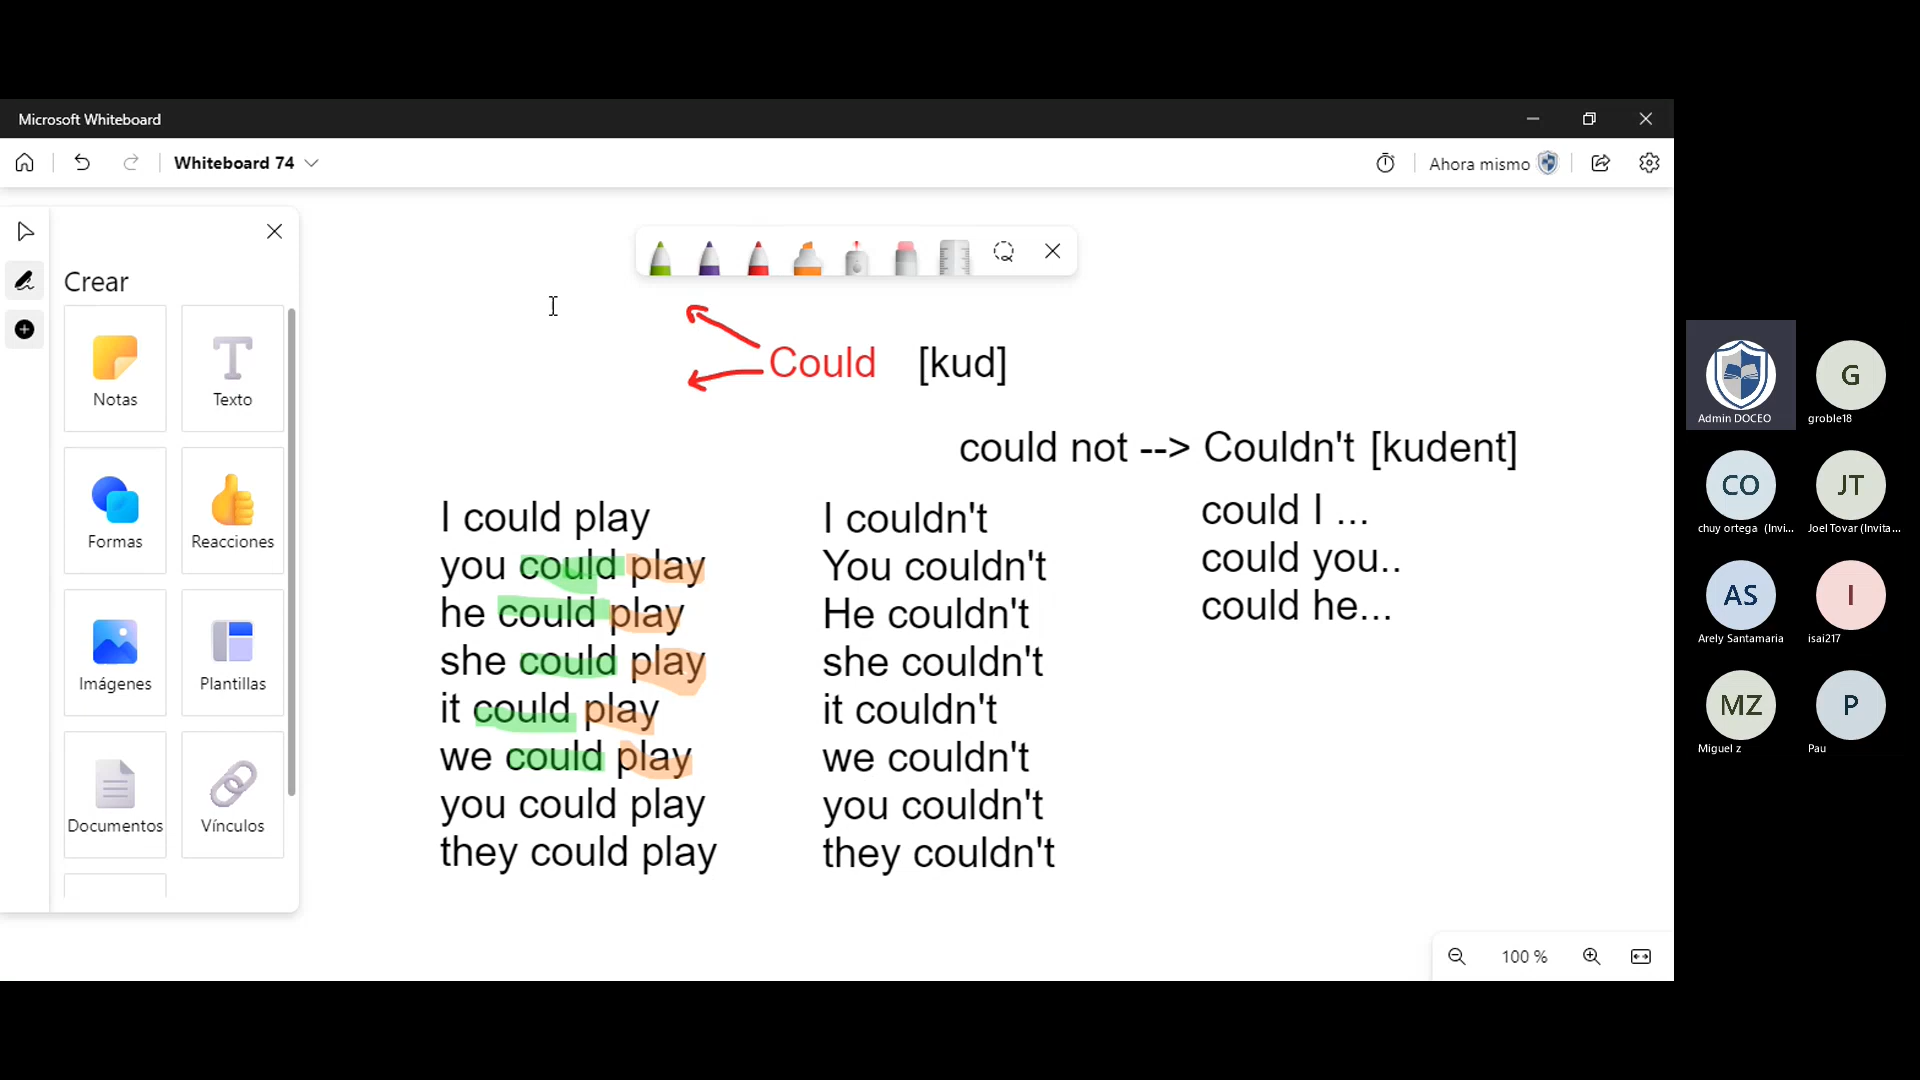 Microsoft Whiteboard
Whiteboard 74
Ahora mismo
Crear
Notas
Texto
Formas
Reacciones
Imágenes
Plantillas
Documentos
Vínculos
Could [kud]
could not --> Couldn't [kudent]
I could play
you could play
he could play
she could play
it could play
we could play
you could play
they could play
I couldn't
You couldn't
He couldn't
she couldn't
it couldn't
we couldn't
you couldn't
they couldn't
could I ...
could you..
could he...
100 %
Admin DOCEO
G
groble18
CO
chuy ortega (Invi...
JT
Joel Tovar (Invita...
AS
Arely Santamaria
I
isai217
MZ
Miguel z
P
Pau